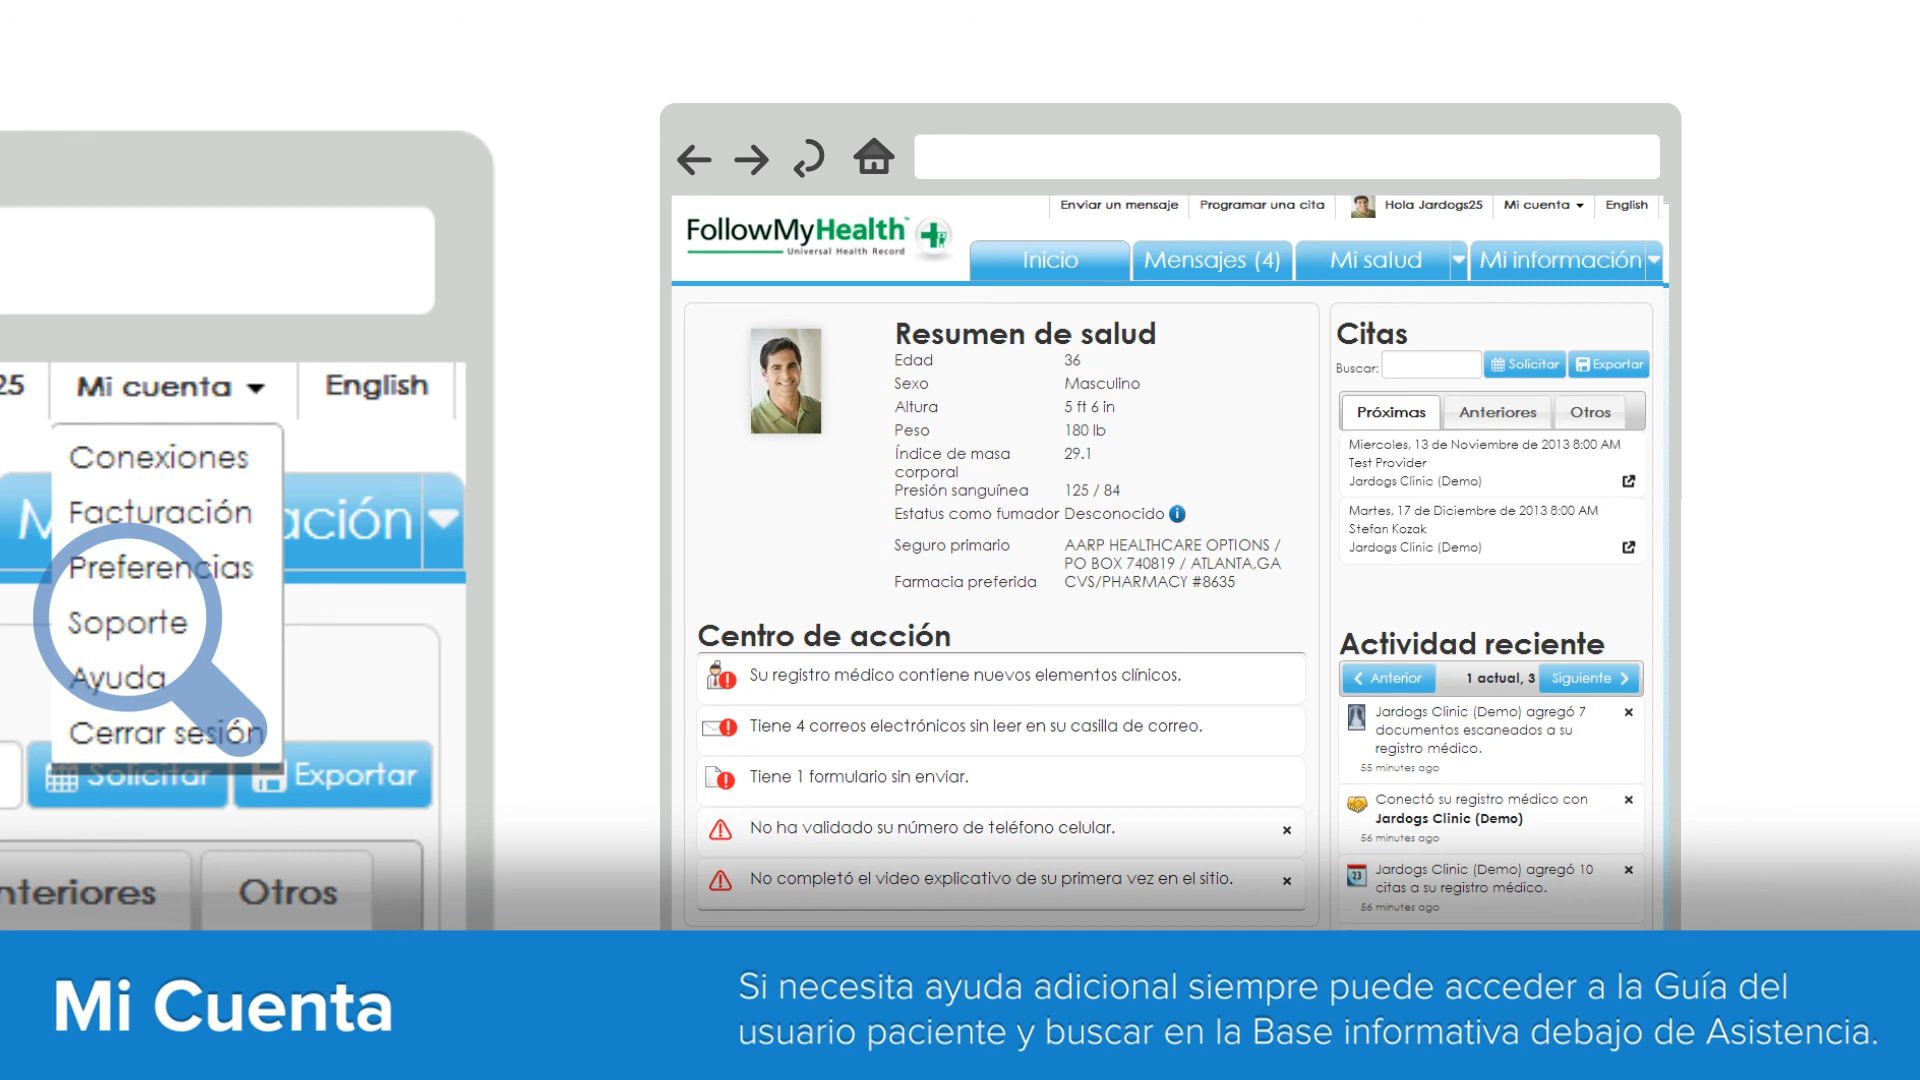 25
Mi cuenta
English
Conexiones
Facturación
Preferencias
Soporte
Ayuda
Cerrar sesión
M
ación
Solicitar
Exportar
nteriores
Otros
Enviar un mensaje
Programar una cita
Hola Jardogs25
Mi cuenta
English
FollowMyHealth™
Universal Health Record
Inicio
Mensajes (4)
Mi salud
Mi información
Resumen de salud
Edad 36
Sexo Masculino
Altura 5 ft 6 in
Peso 180 lb
Índice de masa 29.1
corporal
Presión sanguínea 125 / 84
Estatus como fumador Desconocido
Seguro primario AARP HEALTHCARE OPTIONS /
PO BOX 740819 / ATLANTA,GA
Farmacia preferida CVS/PHARMACY #8635
Centro de acción
Su registro médico contiene nuevos elementos clínicos.
Tiene 4 correos electrónicos sin leer en su casilla de correo.
Tiene 1 formulario sin enviar.
No ha validado su número de teléfono celular.
No completó el video explicativo de su primera vez en el sitio.
Citas
Buscar:
Solicitar
Exportar
Próximas
Anteriores
Otros
Miercoles, 13 de Noviembre de 2013 8:00 AM
Test Provider
Jardogs Clinic (Demo)
Martes, 17 de Diciembre de 2013 8:00 AM
Stefan Kozak
Jardogs Clinic (Demo)
Actividad reciente
Anterior
1 actual, 3
Siguiente
Jardogs Clinic (Demo) agregó 7
documentos escaneados a su
registro médico.
55 minutes ago
Conectó su registro médico con
Jardogs Clinic (Demo)
56 minutes ago
23
Jardogs Clinic (Demo) agregó 10
citas a su registro médico.
56 minutes ago
Mi Cuenta
Si necesita ayuda adicional siempre puede acceder a la Guía del
usuario paciente y buscar en la Base informativa debajo de Asistencia.